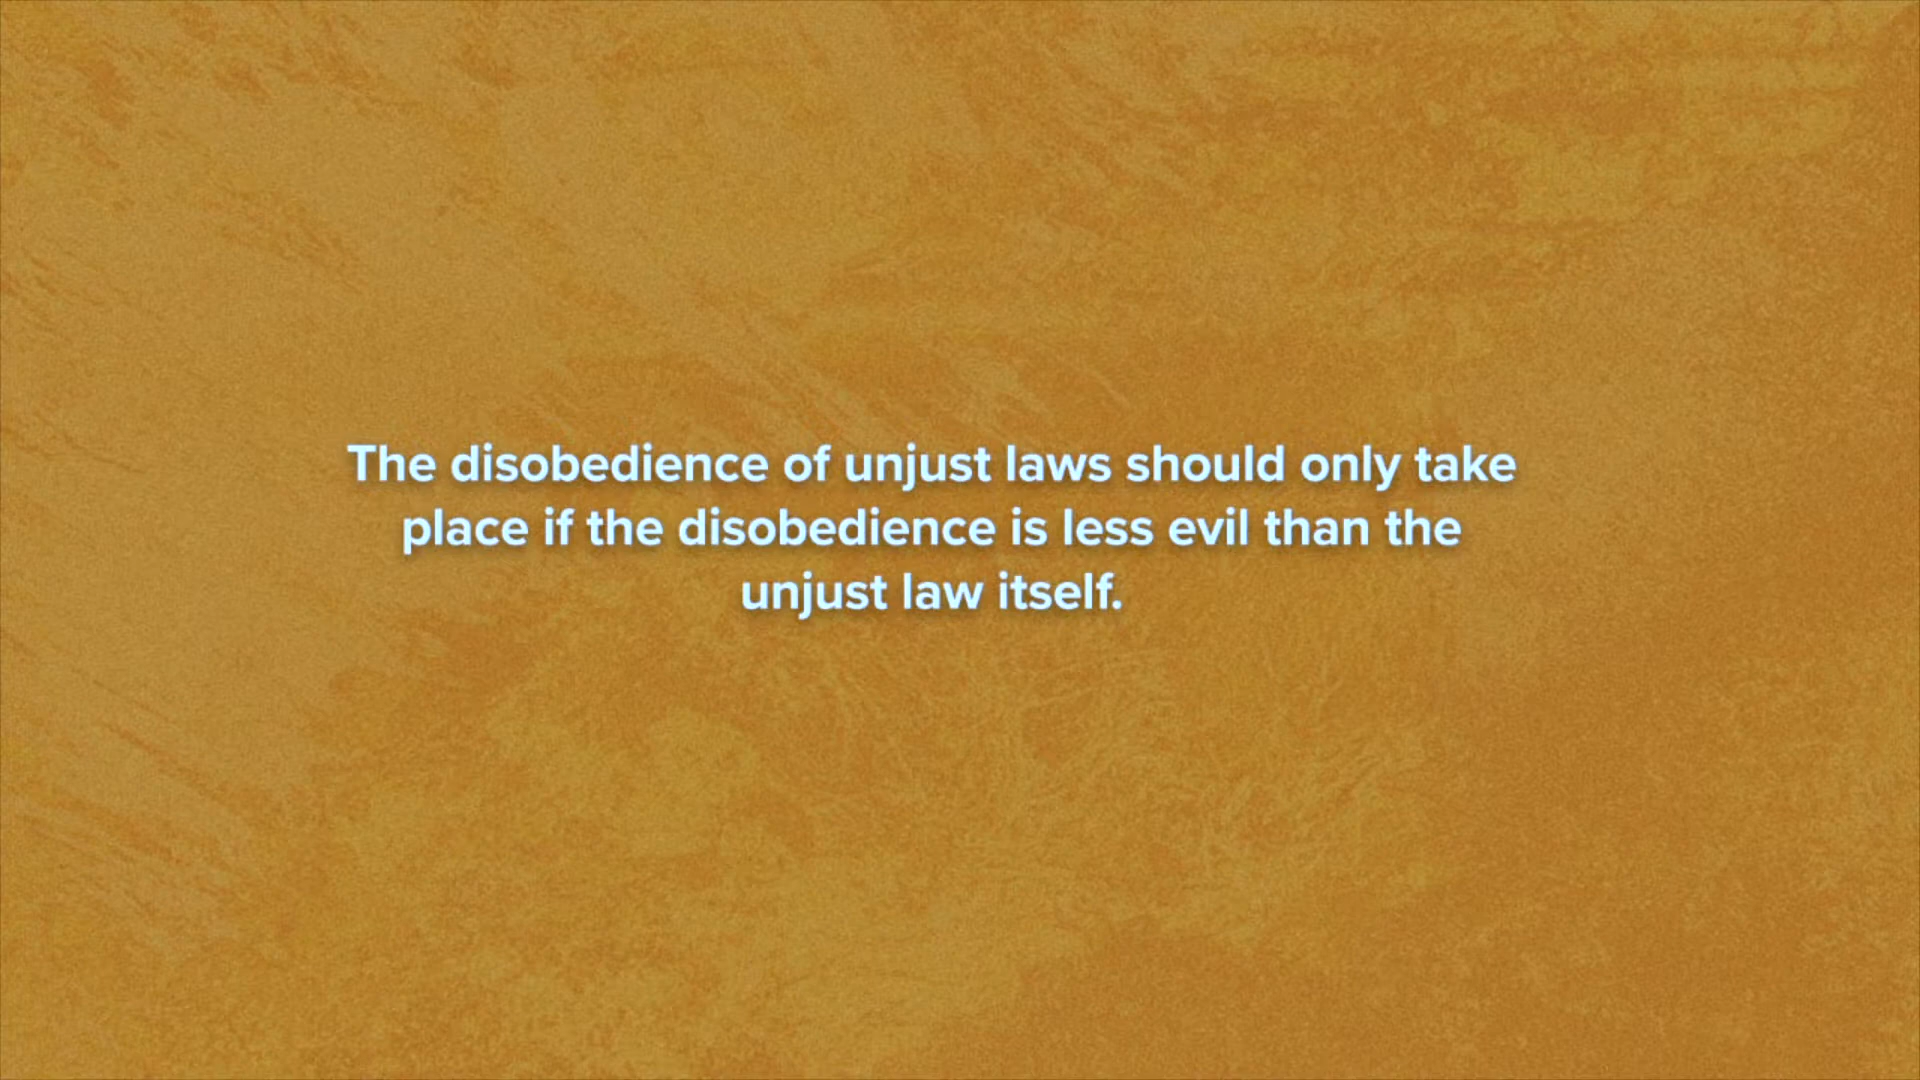 The disobedience of unjust laws should only take
place if the disobedience is less evil than the
unjust law itself.